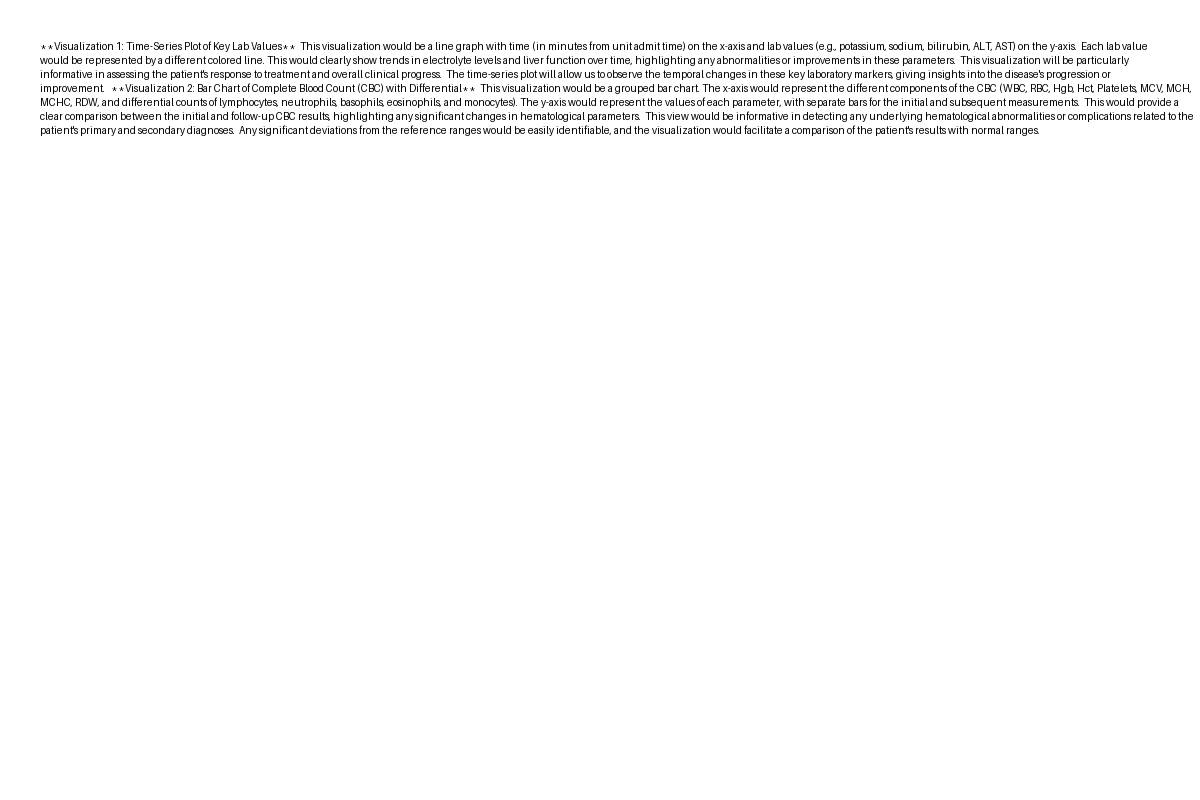 **Visualization 1: Time-Series Plot of Key Lab Values**  This visualization would be a line graph with time (in minutes from unit admit time) on the x-axis and lab values (e.g., potassium, sodium, bilirubin, ALT, AST) on the y-axis.  Each lab value
would be represented by a different colored line. This would clearly show trends in electrolyte levels and liver function over time, highlighting any abnormalities or improvements in these parameters.  This visualization will be particularly
informative in assessing the patient's response to treatment and overall clinical progress.  The time-series plot will allow us to observe the temporal changes in these key laboratory markers, giving insights into the disease's progression or
improvement.   **Visualization 2: Bar Chart of Complete Blood Count (CBC) with Differential**  This visualization would be a grouped bar chart. The x-axis would represent the different components of the CBC (WBC, RBC, Hgb, Hct, Platelets, MCV, MCH,
MCHC, RDW, and differential counts of lymphocytes, neutrophils, basophils, eosinophils, and monocytes). The y-axis would represent the values of each parameter, with separate bars for the initial and subsequent measurements.  This would provide a
clear comparison between the initial and follow-up CBC results, highlighting any significant changes in hematological parameters.  This view would be informative in detecting any underlying hematological abnormalities or complications related to the
patient's primary and secondary diagnoses.  Any significant deviations from the reference ranges would be easily identifiable, and the visualization would facilitate a comparison of the patient's results with normal ranges.